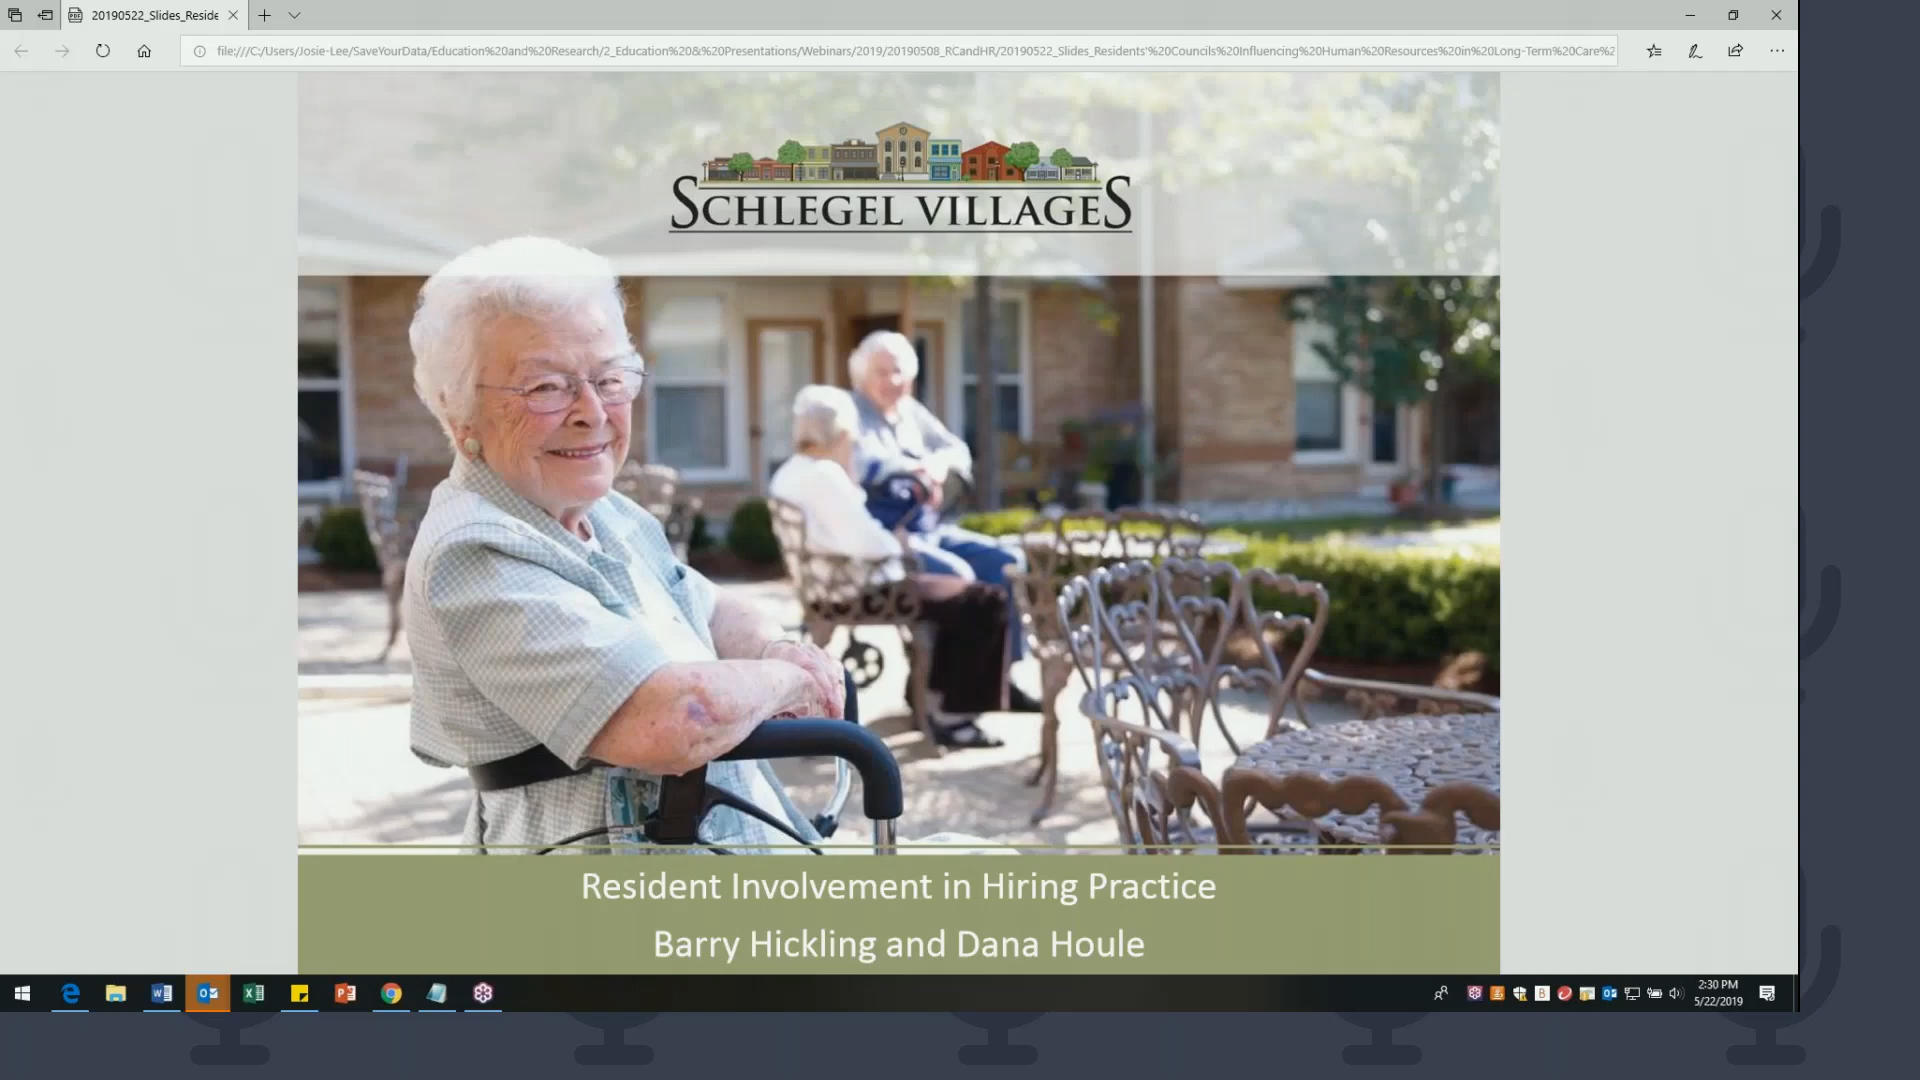 20190522_Slides_Reside
file:///C:/Users/Josie-Lee/SaveYourData/Education%20and%20Research/2_Education%20&%20Presentations/Webinars/2019/20190508_RCandHR/20190522_Slides_Residents'%20Councils%20Influencing%20Human%20Resources%20in%20Long-Term%20Care%2
SCHLEGEL VILLAGES
Resident Involvement in Hiring Practice
Barry Hickling and Dana Houle
2:30 PM
5/22/2019